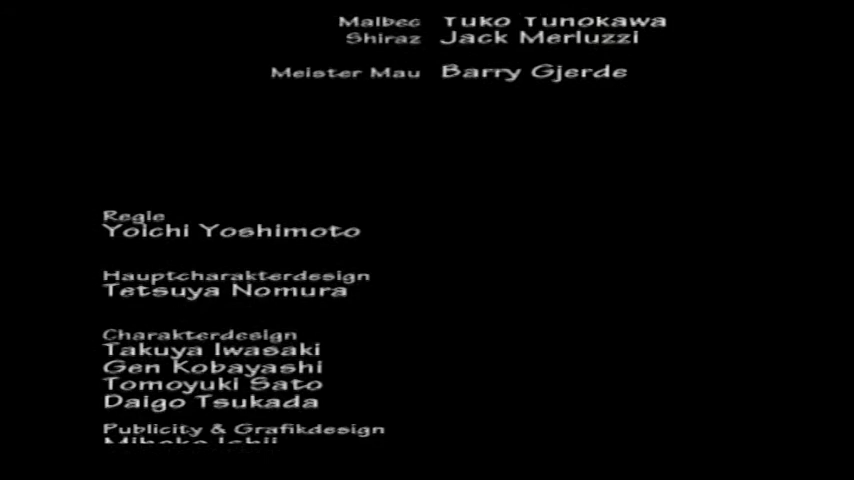 Malbec Yuko Yunokawa
Shiraz Jack Merluzzi
Meister Mau Barry Gjerde
Regie
Yoichi Yoshimoto
Hauptcharakterdesign
Tetsuya Nomura
Charakterdesign
Takuya Iwasaki
Gen Kobayashi
Tomoyuki Sato
Daigo Tsukada
Publicity & Grafikdesign